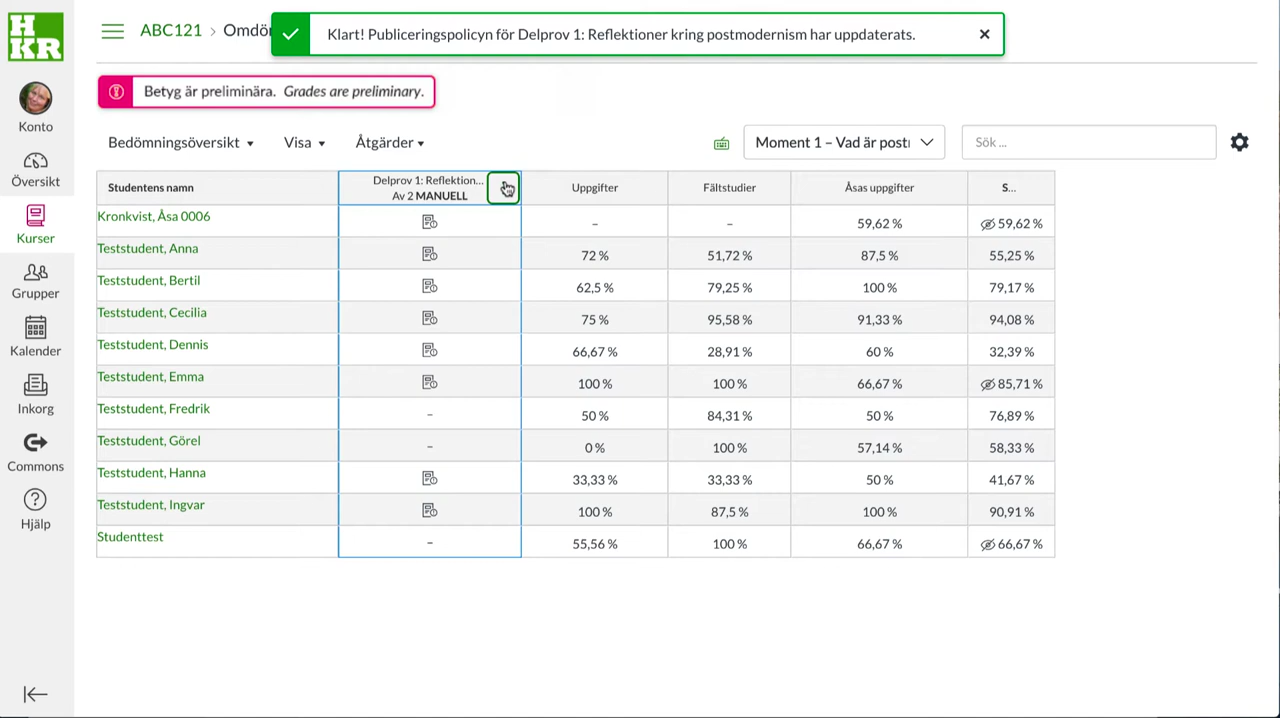 HKR
ABC121 › Omdör
Klart! Publiceringspolicyn för Delprov 1: Reflektioner kring postmodernism har uppdaterats.
Betyg är preliminära. Grades are preliminary.
Konto
Översikt
Kurser
Grupper
Kalender
Inkorg
Commons
Hjälp
Bedömningsöversikt Visa Åtgärder Moment 1 – Vad är post Sök ...
Studentens namn Delprov 1: Reflektion... Uppgifter Fältstudier Åsas uppgifter S...
Av 2 MANUELL
Kronkvist, Åsa 0006 – – 59,62 % 59,62 %
Teststudent, Anna 72 % 51,72 % 87,5 % 55,25 %
Teststudent, Bertil 62,5 % 79,25 % 100 % 79,17 %
Teststudent, Cecilia 75 % 95,58 % 91,33 % 94,08 %
Teststudent, Dennis 66,67 % 28,91 % 60 % 32,39 %
Teststudent, Emma 100 % 100 % 66,67 % 85,71 %
Teststudent, Fredrik – 50 % 84,31 % 50 % 76,89 %
Teststudent, Görel – 0 % 100 % 57,14 % 58,33 %
Teststudent, Hanna 33,33 % 33,33 % 50 % 41,67 %
Teststudent, Ingvar 100 % 87,5 % 100 % 90,91 %
Studenttest – 55,56 % 100 % 66,67 % 66,67 %